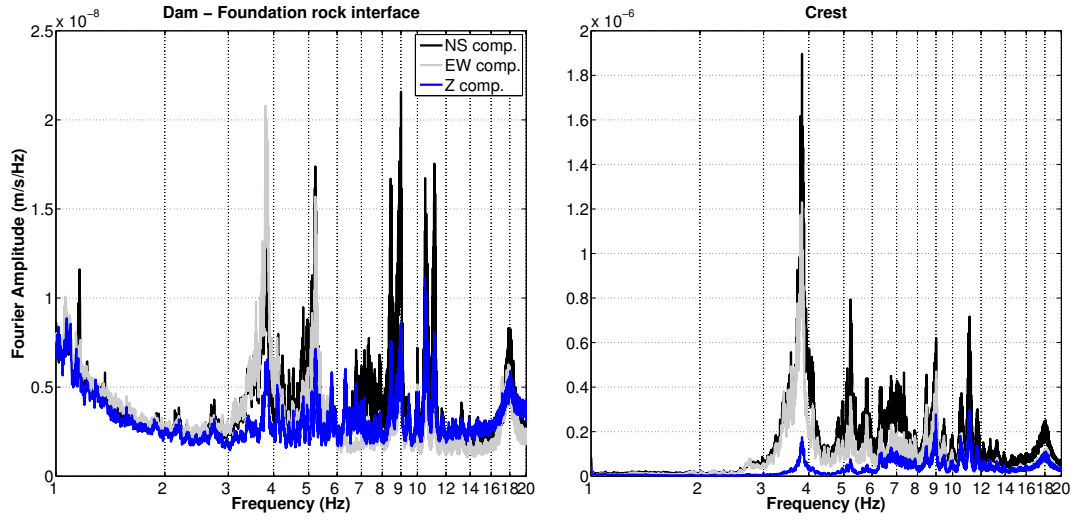 Dam – Foundation rock interface
x 10⁻⁸
2.5
2
1.5
1
0.5
0
Fourier Amplitude (m/s/Hz)
NS comp.
EW comp.
Z comp.
1 2 3 4 5 6 7 8 9 10 12 14 16 18 20
Frequency (Hz)
Crest
x 10⁻⁶
2
1.8
1.6
1.4
1.2
1
0.8
0.6
0.4
0.2
0
1 2 3 4 5 6 7 8 9 10 12 14 16 18 20
Frequency (Hz)